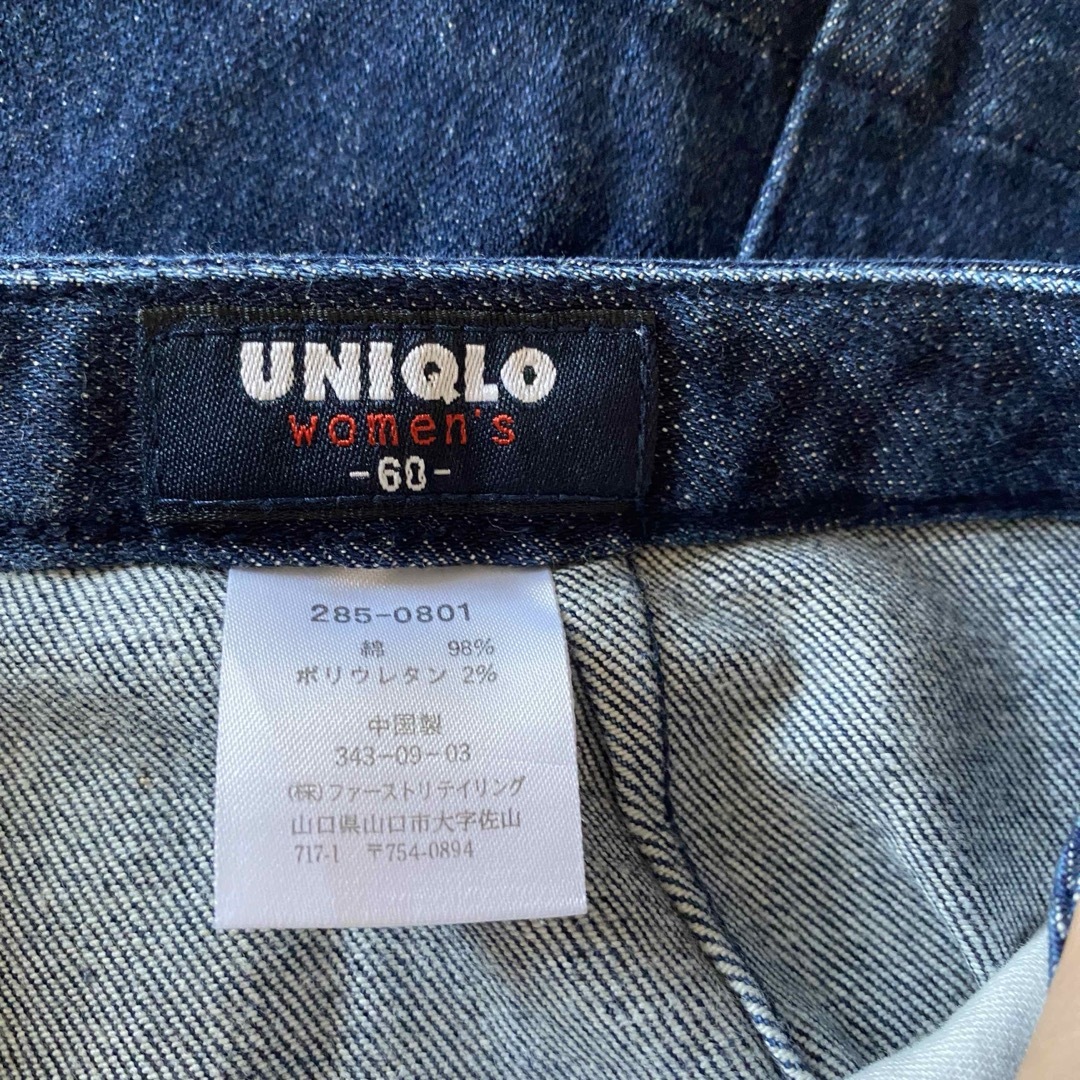 UNIQLO
women's
-60-
285-0801
綿 98%
ポリウレタン 2%
中国製
343-09-03
(株)ファーストリテイリング
山口県山口市大字佐山
717-1 〒754-0894